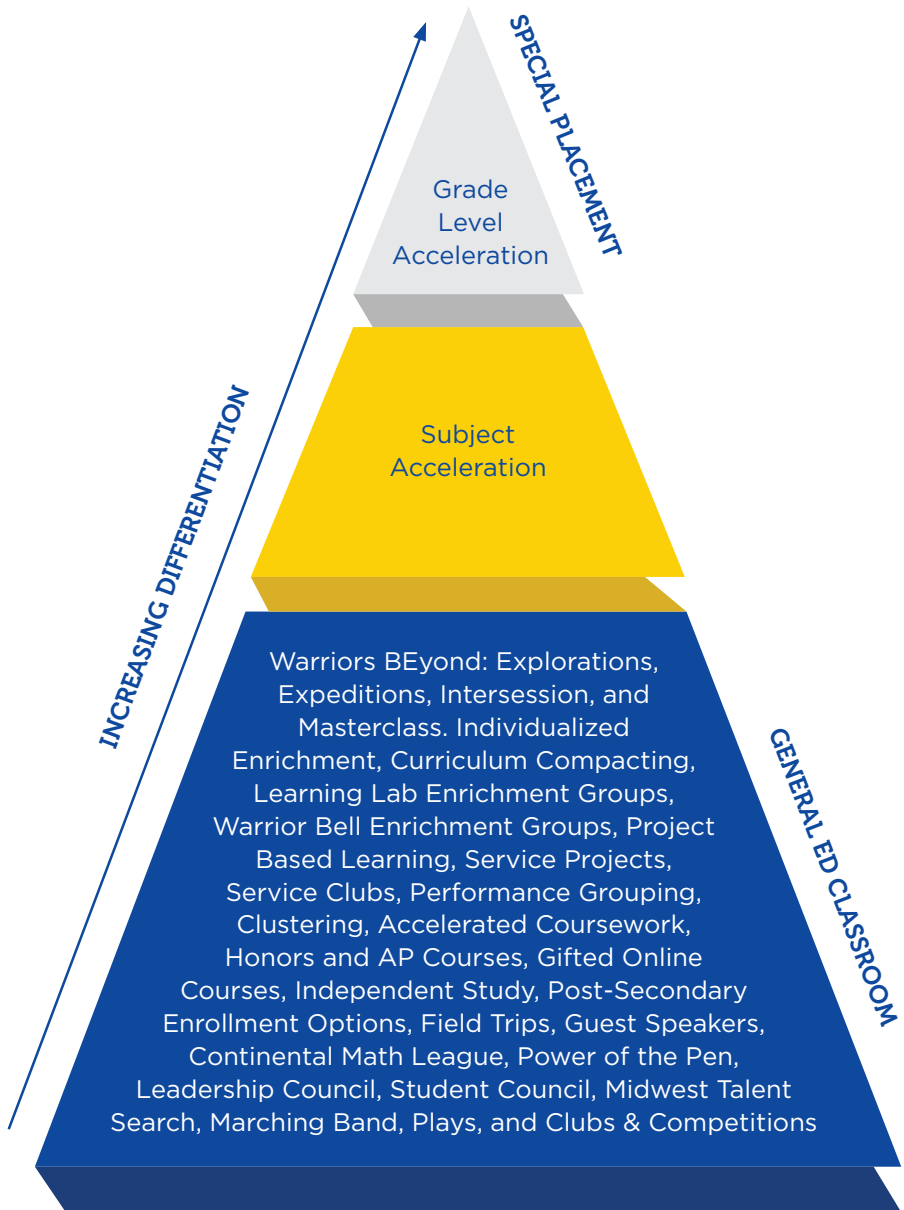 SPECIAL PLACEMENT
Grade
Level
Acceleration
INCREASING DIFFERENTIATION
Subject
Acceleration
GENERAL ED CLASSROOM
Warriors BEyond: Explorations,
Expeditions, Intersession, and
Masterclass. Individualized
Enrichment, Curriculum Compacting,
Learning Lab Enrichment Groups,
Warrior Bell Enrichment Groups, Project
Based Learning, Service Projects,
Service Clubs, Performance Grouping,
Clustering, Accelerated Coursework,
Honors and AP Courses, Gifted Online
Courses, Independent Study, Post-Secondary
Enrollment Options, Field Trips, Guest Speakers,
Continental Math League, Power of the Pen,
Leadership Council, Student Council, Midwest Talent
Search, Marching Band, Plays, and Clubs & Competitions